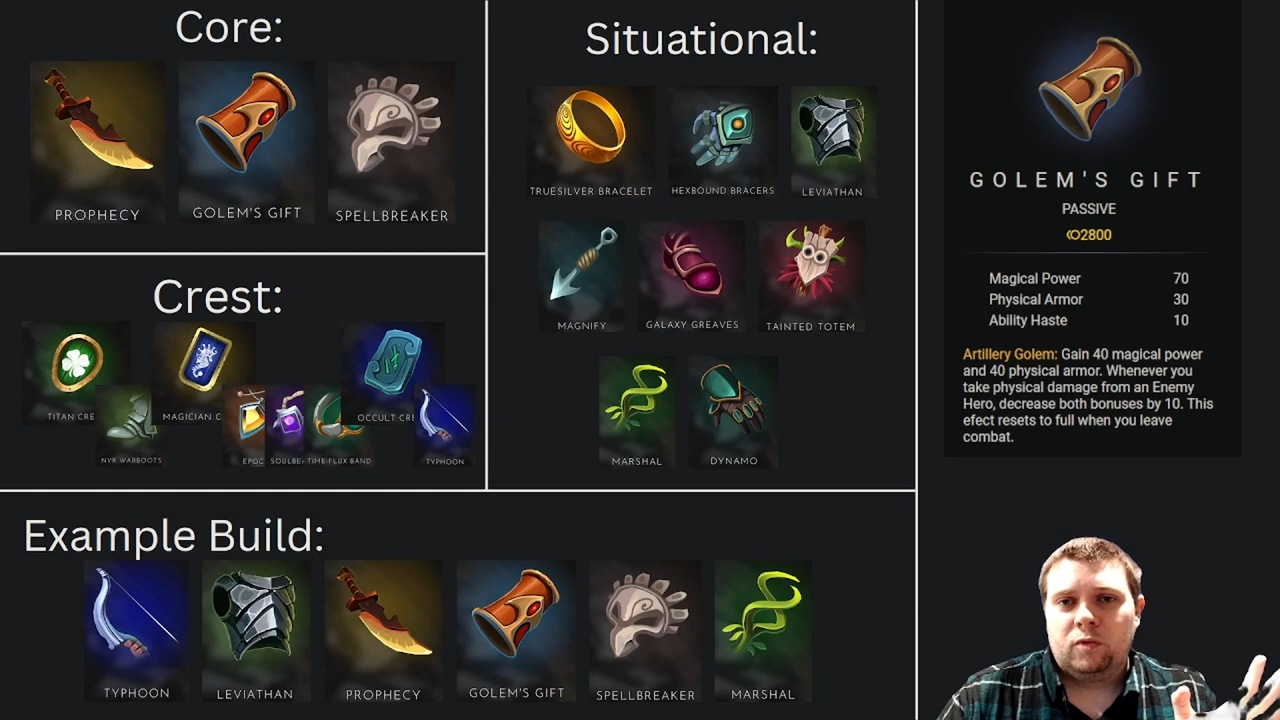 Core:
PROPHECY
GOLEM'S GIFT
SPELLBREAKER
Crest:
TITAN CRE
MAGICIAN C
OCCULT CRE
NYR WARBOOTS
EPOC
SOULBE
TIME-FLUX BAND
TYPHOON
Situational:
TRUESILVER BRACELET
HEXBOUND BRACERS
LEVIATHAN
MAGNIFY
GALAXY GREAVES
TAINTED TOTEM
MARSHAL
DYNAMO
Example Build:
TYPHOON
LEVIATHAN
PROPHECY
GOLEM'S GIFT
SPELLBREAKER
MARSHAL
GOLEM'S GIFT
PASSIVE
2800
Magical Power 70
Physical Armor 30
Ability Haste 10
Artillery Golem: Gain 40 magical power
and 40 physical armor. Whenever you
take physical damage from an Enemy
Hero, decrease both bonuses by 10. This
efect resets to full when you leave
combat.